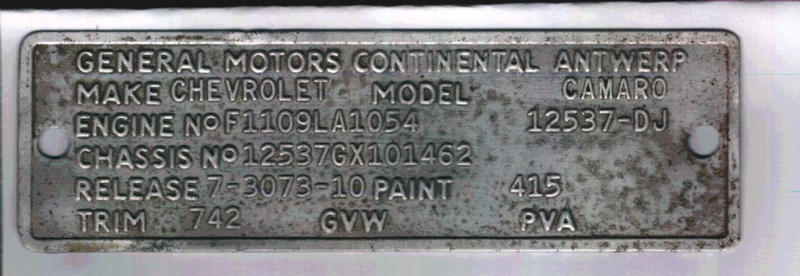 GENERAL MOTORS CONTINENTAL ANTWERP
MAKE CHEVROLET MODEL CAMARO
ENGINE Nº F1109LA1054 12537-DJ
CHASSIS Nº 12537GX101462
RELEASE 7-3073-10 PAINT 415
TRIM 742 GVW PVA